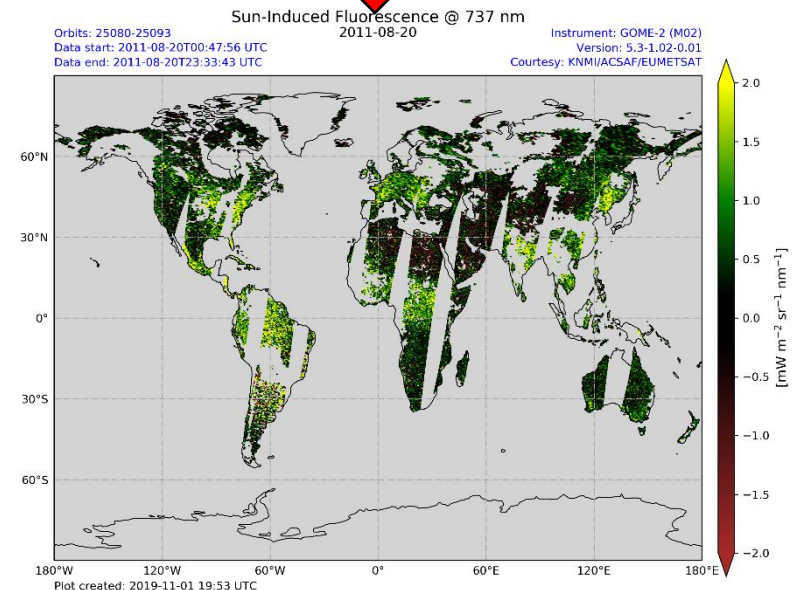 Sun-Induced Fluorescence @ 737 nm
2011-08-20
Orbits: 25080-25093
Data start: 2011-08-20T00:47:56 UTC
Data end: 2011-08-20T23:33:43 UTC
Instrument: GOME-2 (M02)
Version: 5.3-1.02-0.01
Courtesy: KNMI/ACSAF/EUMETSAT
60°N
30°N
0°
30°S
60°S
180°W 120°W 60°W 0° 60°E 120°E 180°E
2.0
1.5
1.0
0.5
0.0
−0.5
−1.0
−1.5
−2.0
[mW m⁻² sr⁻¹ nm⁻¹]
Plot created: 2019-11-01 19:53 UTC